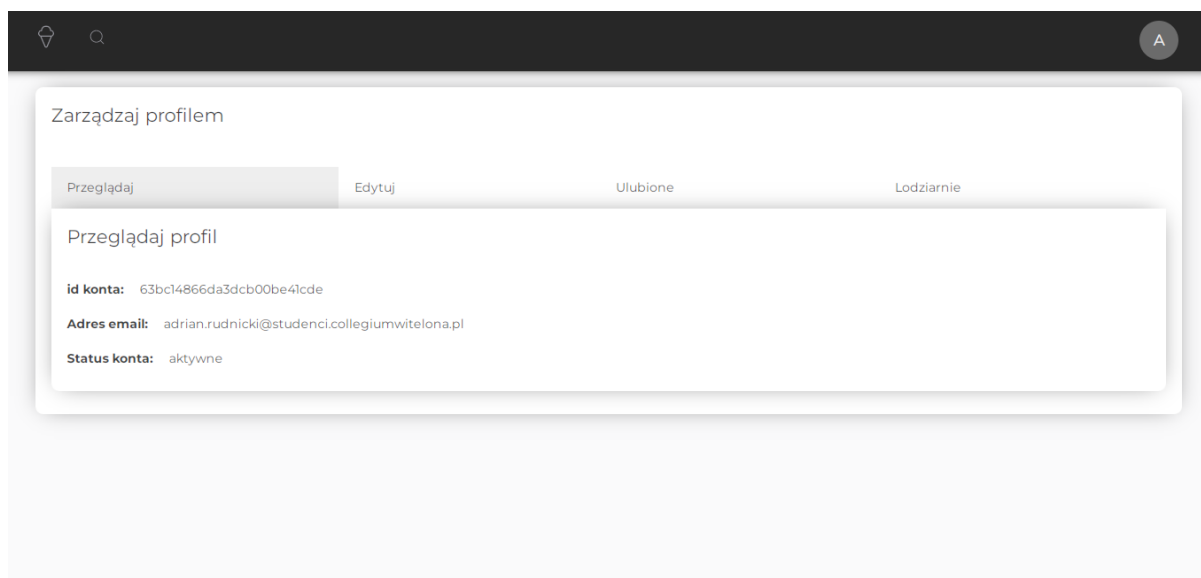 A
Zarządzaj profilem
Przeglądaj Edytuj Ulubione Lodziarnie
Przeglądaj profil
id konta: 63bc14866da3dcb00be41cde
Adres email: adrian.rudnicki@studenci.collegiumwitelona.pl
Status konta: aktywne